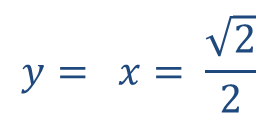 y = x = √2/2